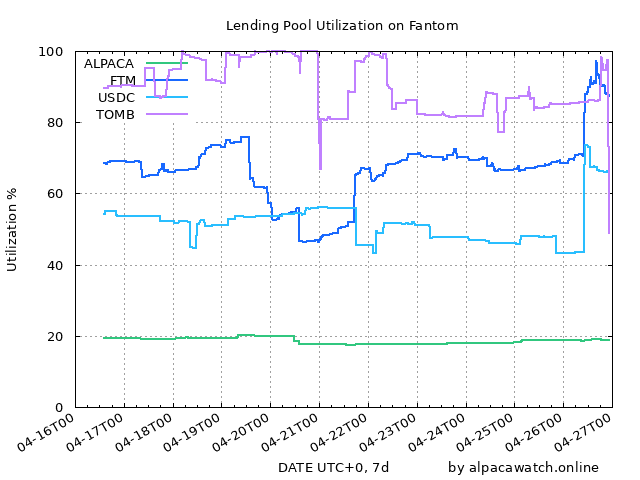 Lending Pool Utilization on Fantom
100
80
60
40
20
0
Utilization %
ALPACA
FTM
USDC
TOMB
04-16T00
04-17T00
04-18T00
04-19T00
04-20T00
04-21T00
04-22T00
04-23T00
04-24T00
04-25T00
04-26T00
04-27T00
DATE UTC+0, 7d
by alpacawatch.online